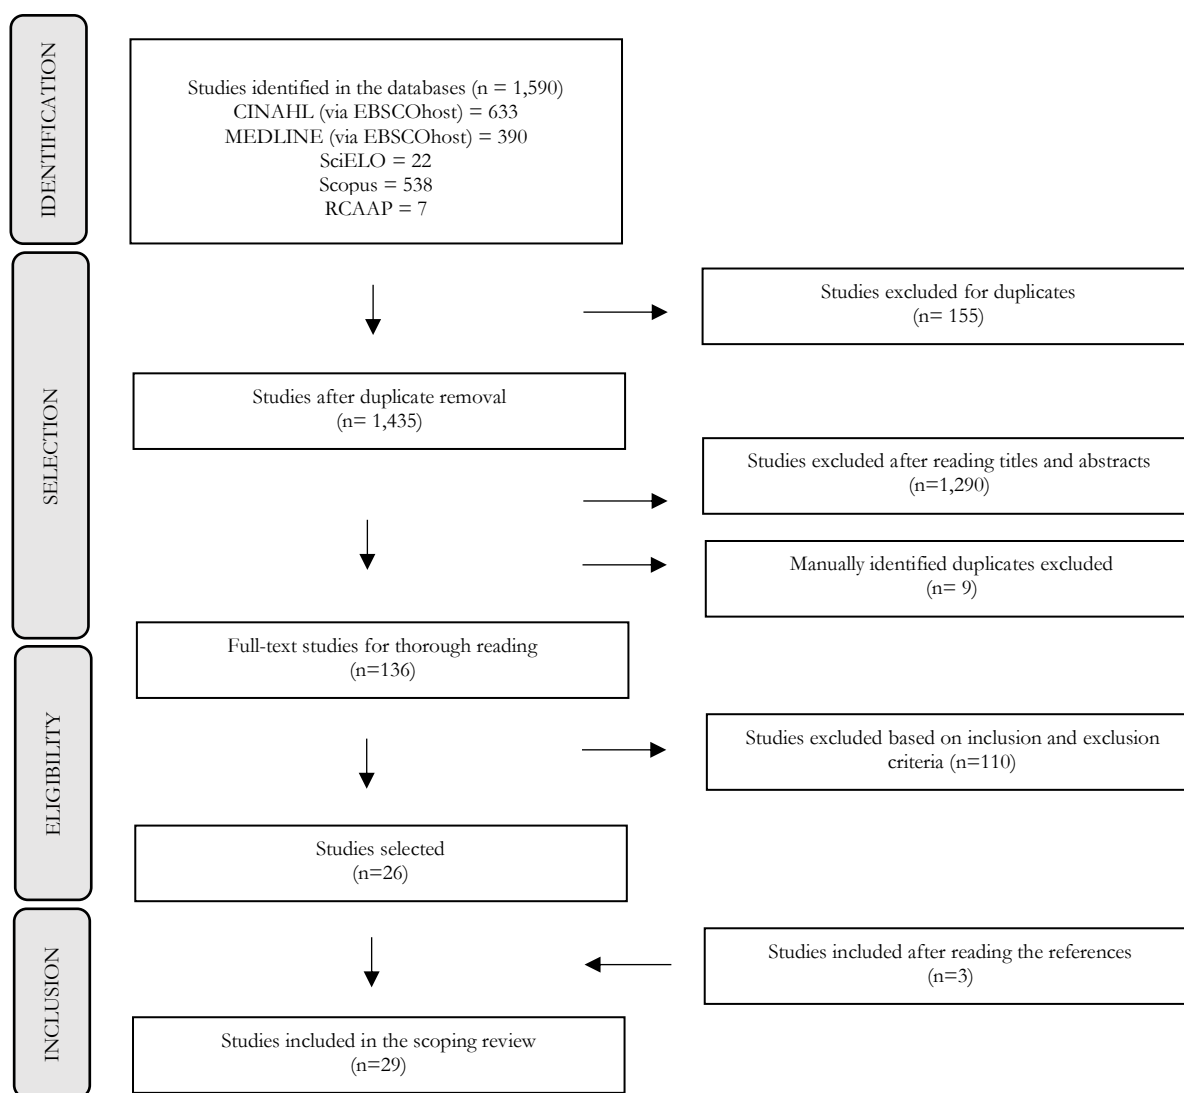 IDENTIFICATION
Studies identified in the databases (n = 1,590)
CINAHL (via EBSCOhost) = 633
MEDLINE (via EBSCOhost) = 390
SciELO = 22
Scopus = 538
RCAAP = 7
SELECTION
Studies excluded for duplicates
(n= 155)
Studies after duplicate removal
(n= 1,435)
Studies excluded after reading titles and abstracts
(n=1,290)
Manually identified duplicates excluded
(n= 9)
Full-text studies for thorough reading
(n=136)
ELIGIBILITY
Studies excluded based on inclusion and exclusion
criteria (n=110)
Studies selected
(n=26)
INCLUSION
Studies included after reading the references
(n=3)
Studies included in the scoping review
(n=29)